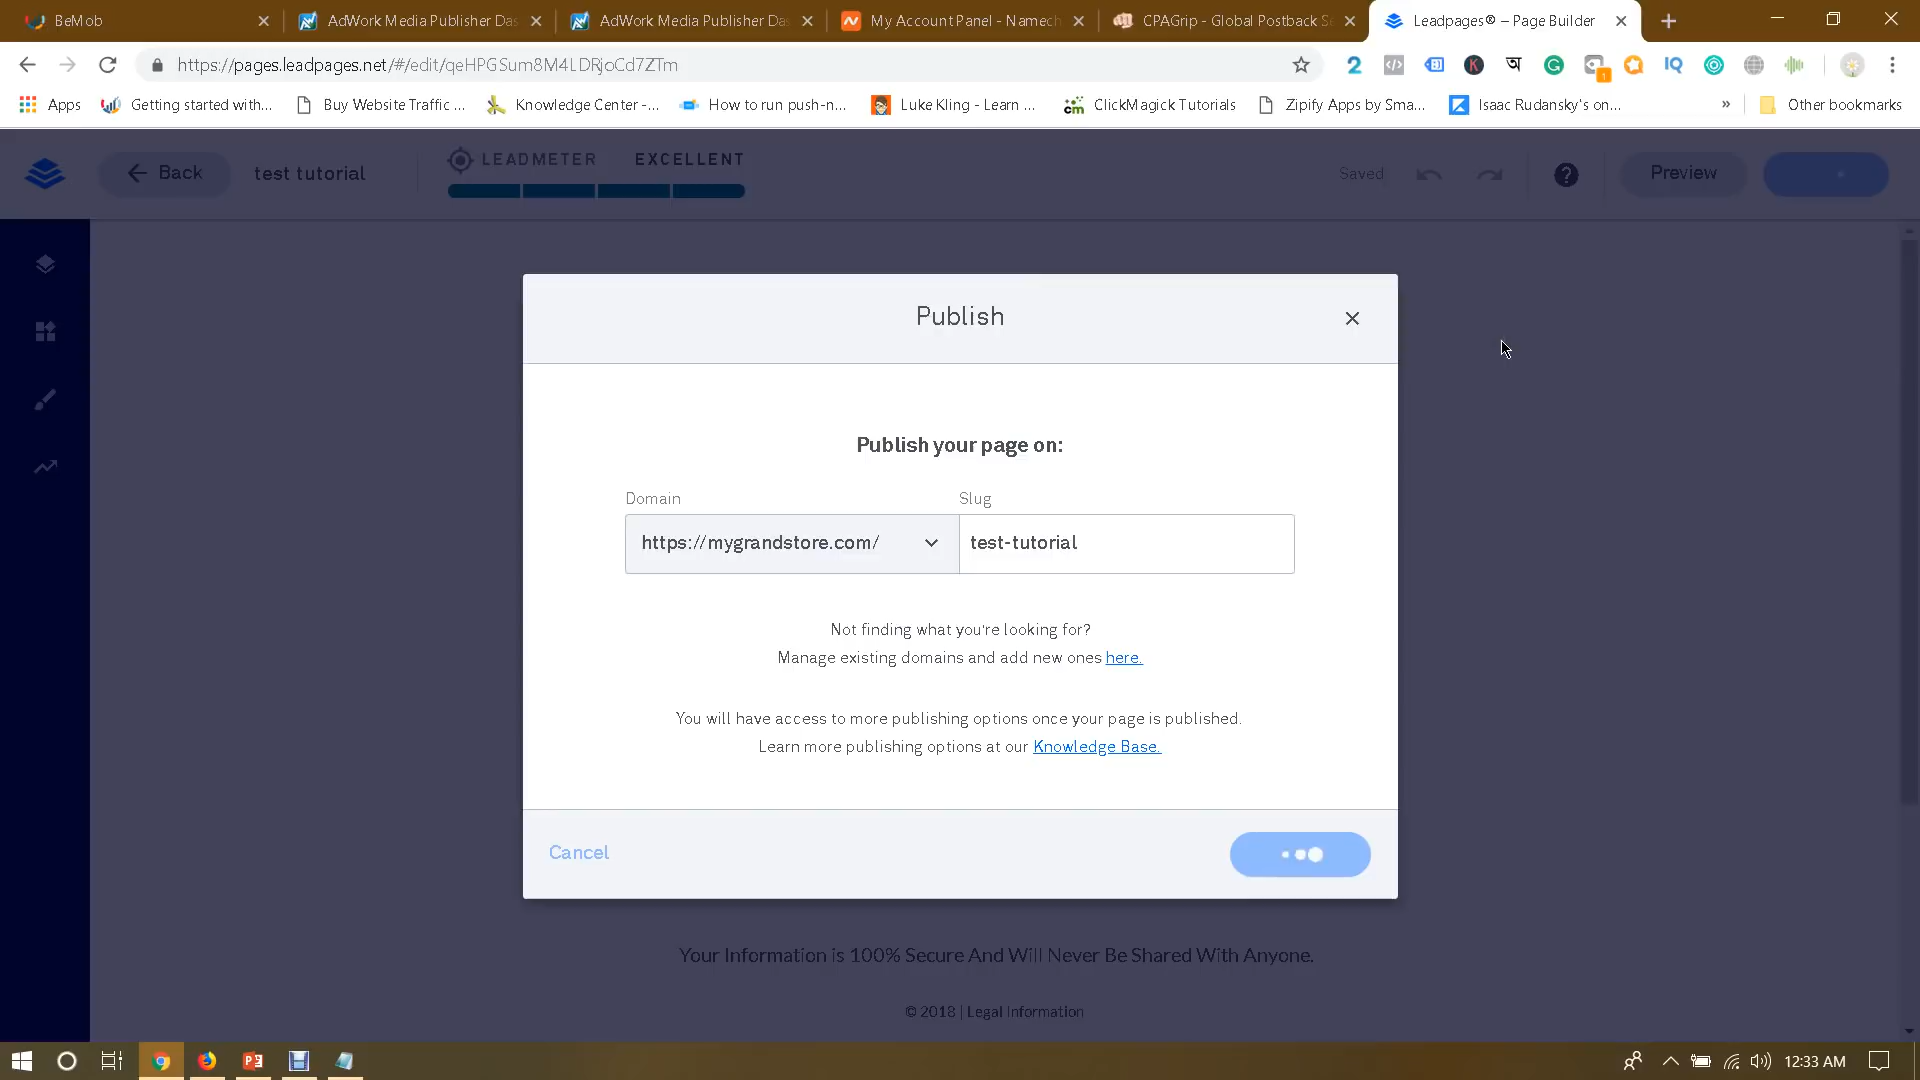 BeMob
AdWork Media Publisher Das
AdWork Media Publisher Das
My Account Panel - Namech
CPAGrip - Global Postback Se
Leadpages® – Page Builder
https://pages.leadpages.net/#/edit/qeHPGSum8M4LDRjoCd7ZTm
Apps
Getting started with...
Buy Website Traffic ...
Knowledge Center -...
How to run push-n...
Luke Kling - Learn ...
ClickMagick Tutorials
Zipify Apps by Sma...
Isaac Rudansky's on...
»
Other bookmarks
Back
test tutorial
LEADMETER
EXCELLENT
Saved
Preview
Publish
Publish your page on:
Domain
Slug
https://mygrandstore.com/
test-tutorial
Not finding what you're looking for?
Manage existing domains and add new ones here.
You will have access to more publishing options once your page is published.
Learn more publishing options at our Knowledge Base.
Cancel
Your Information is 100% Secure And Will Never Be Shared With Anyone.
© 2018 | Legal Information
12:33 AM